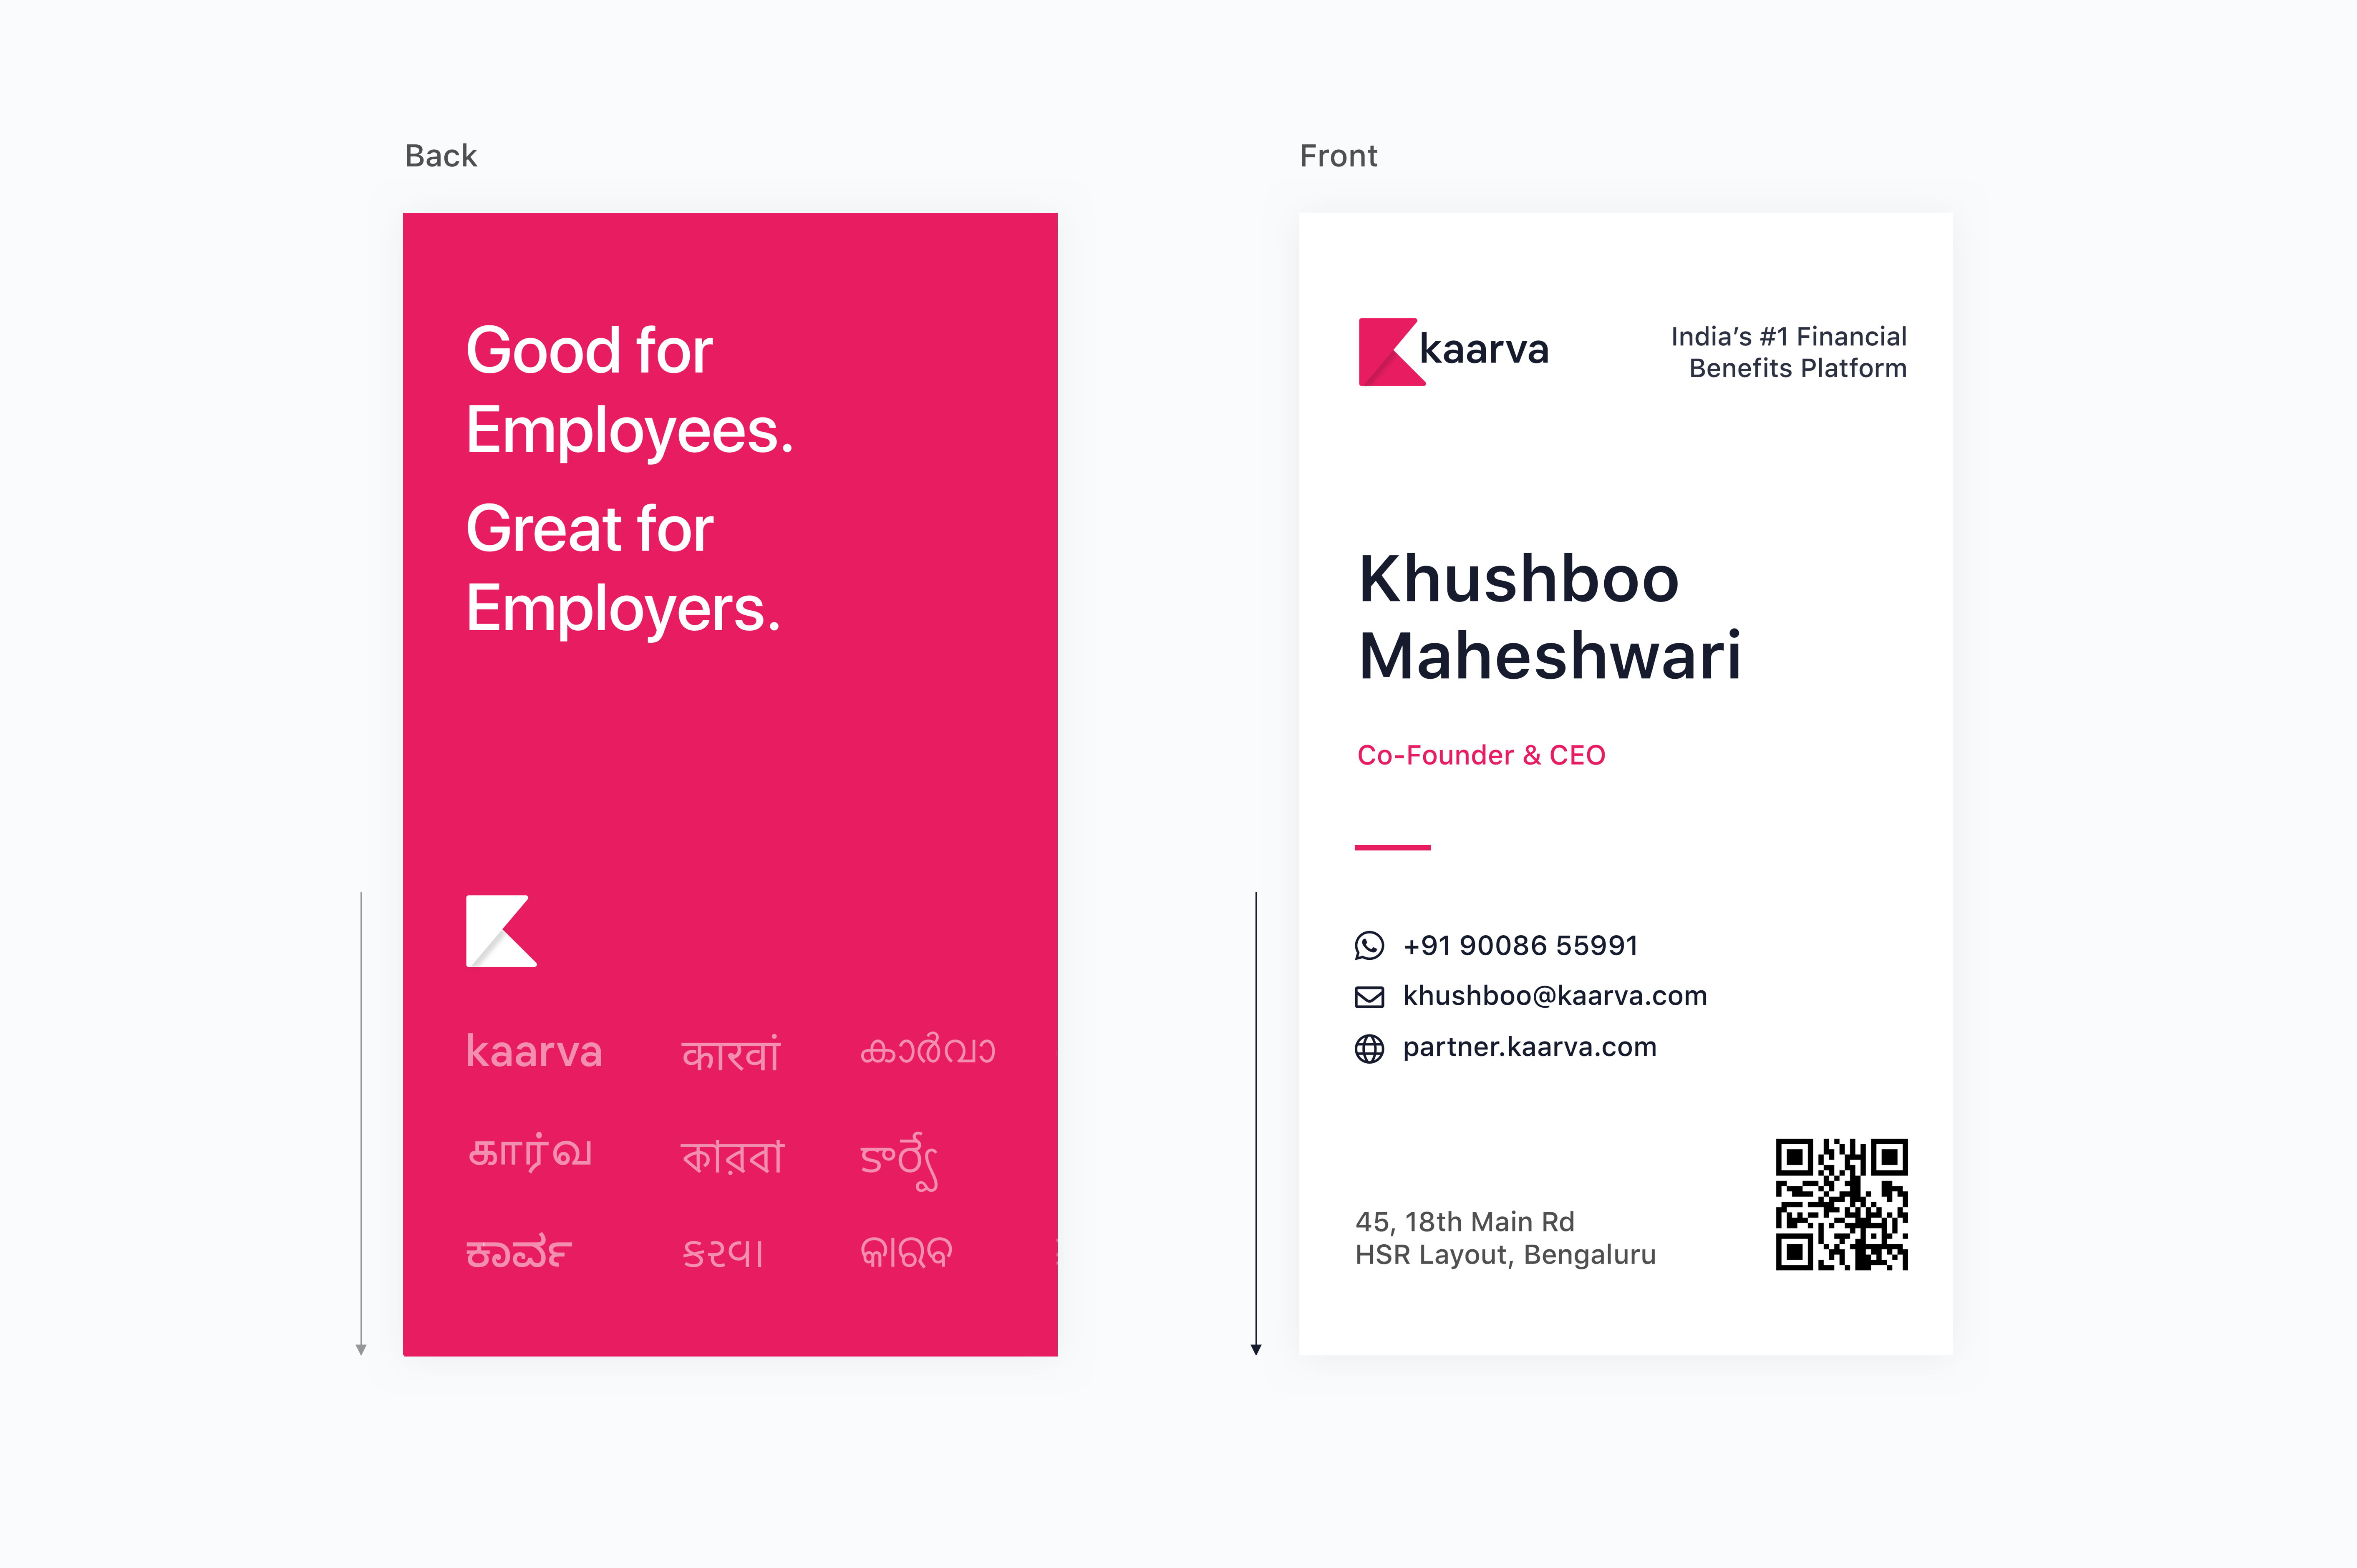 Back
Good for
Employees.
Great for
Employers.
kaarva कारवां കാർവാ
கார்வ কারবা
ಕಾರ್ವ કરવા କାରବ
Front
kaarva
India’s #1 Financial
Benefits Platform
Khushboo
Maheshwari
Co-Founder & CEO
+91 90086 55991
khushboo@kaarva.com
partner.kaarva.com
45, 18th Main Rd
HSR Layout, Bengaluru